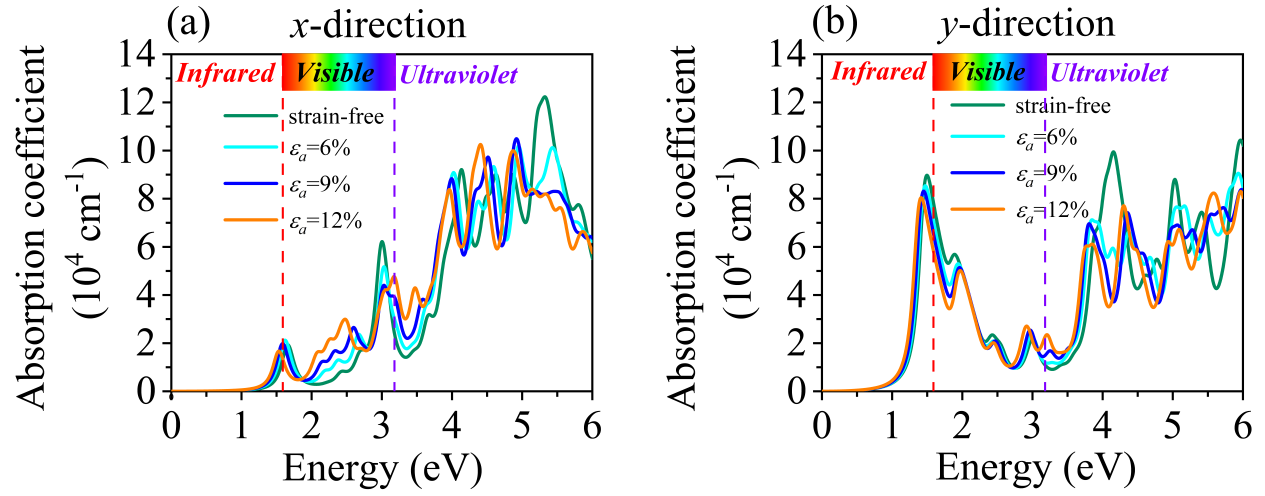 (a) x-direction
Absorption coefficient
(10⁴ cm⁻¹)
14
12
10
8
6
4
2
0
Infrared Visible Ultraviolet
strain-free
εₐ=6%
εₐ=9%
εₐ=12%
0 1 2 3 4 5 6
Energy (eV)
(b) y-direction
Absorption coefficient
(10⁴ cm⁻¹)
14
12
10
8
6
4
2
0
Infrared Visible Ultraviolet
strain-free
εₐ=6%
εₐ=9%
εₐ=12%
0 1 2 3 4 5 6
Energy (eV)